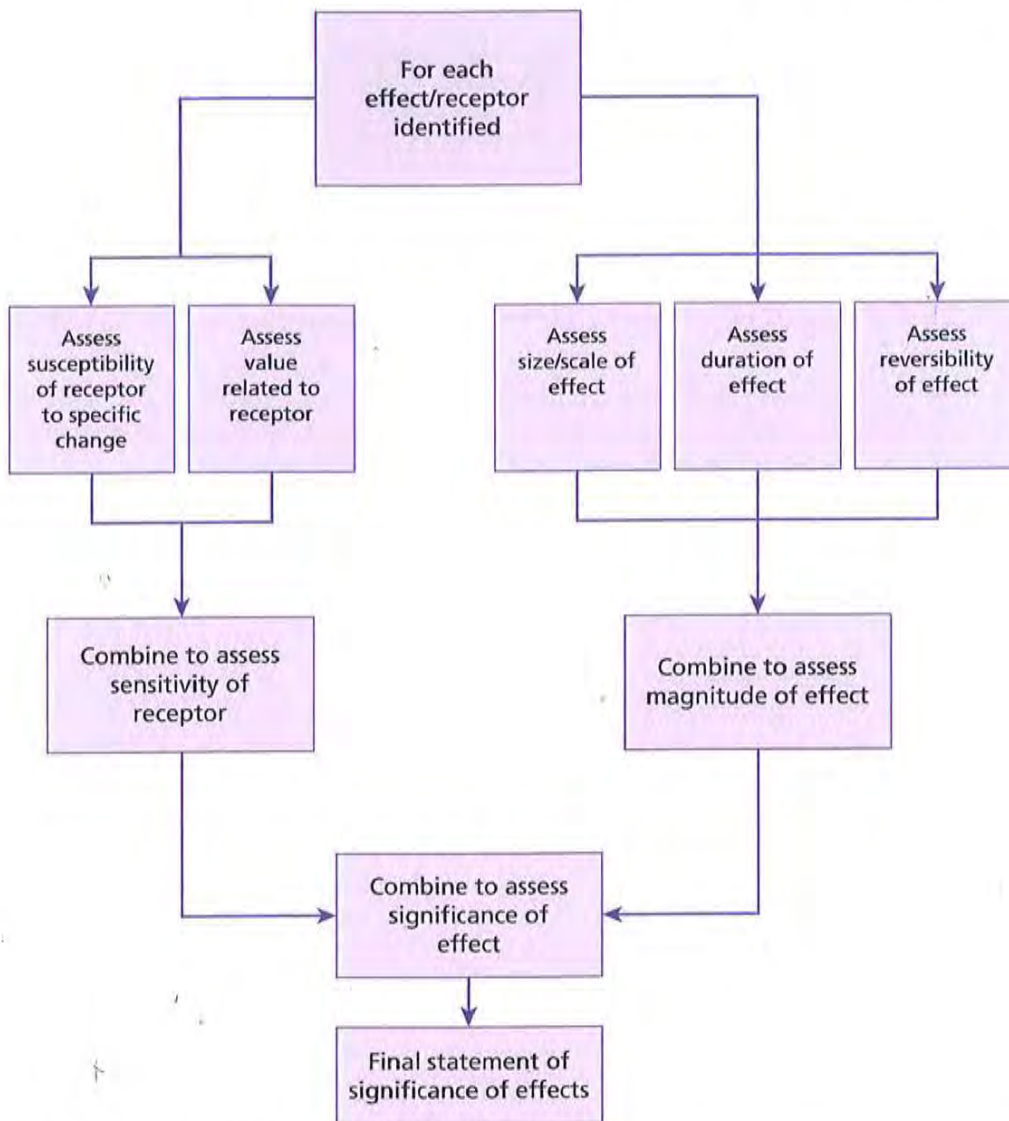 For each
effect/receptor
identified
Assess
susceptibility
of receptor
to specific
change
Assess
value
related to
receptor
Assess
size/scale of
effect
Assess
duration of
effect
Assess
reversibility
of effect
Combine to assess
sensitivity of
receptor
Combine to assess
magnitude of effect
Combine to assess
significance of
effect
Final statement of
significance of effects